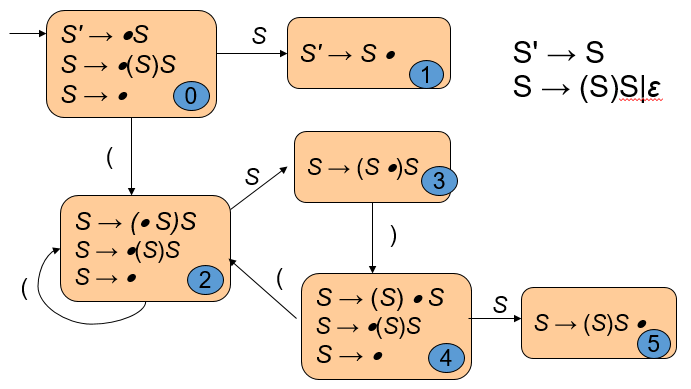 S' → •S
S → •(S)S
S → •
0
S
S' → S •
1
S' → S
S → (S)S|ε
(
S
S → (S •)S
3
S → (• S)S
S → •(S)S
S → •
2
(
)
(
S → (S) • S
S → •(S)S
S → •
4
S
S → (S)S •
5